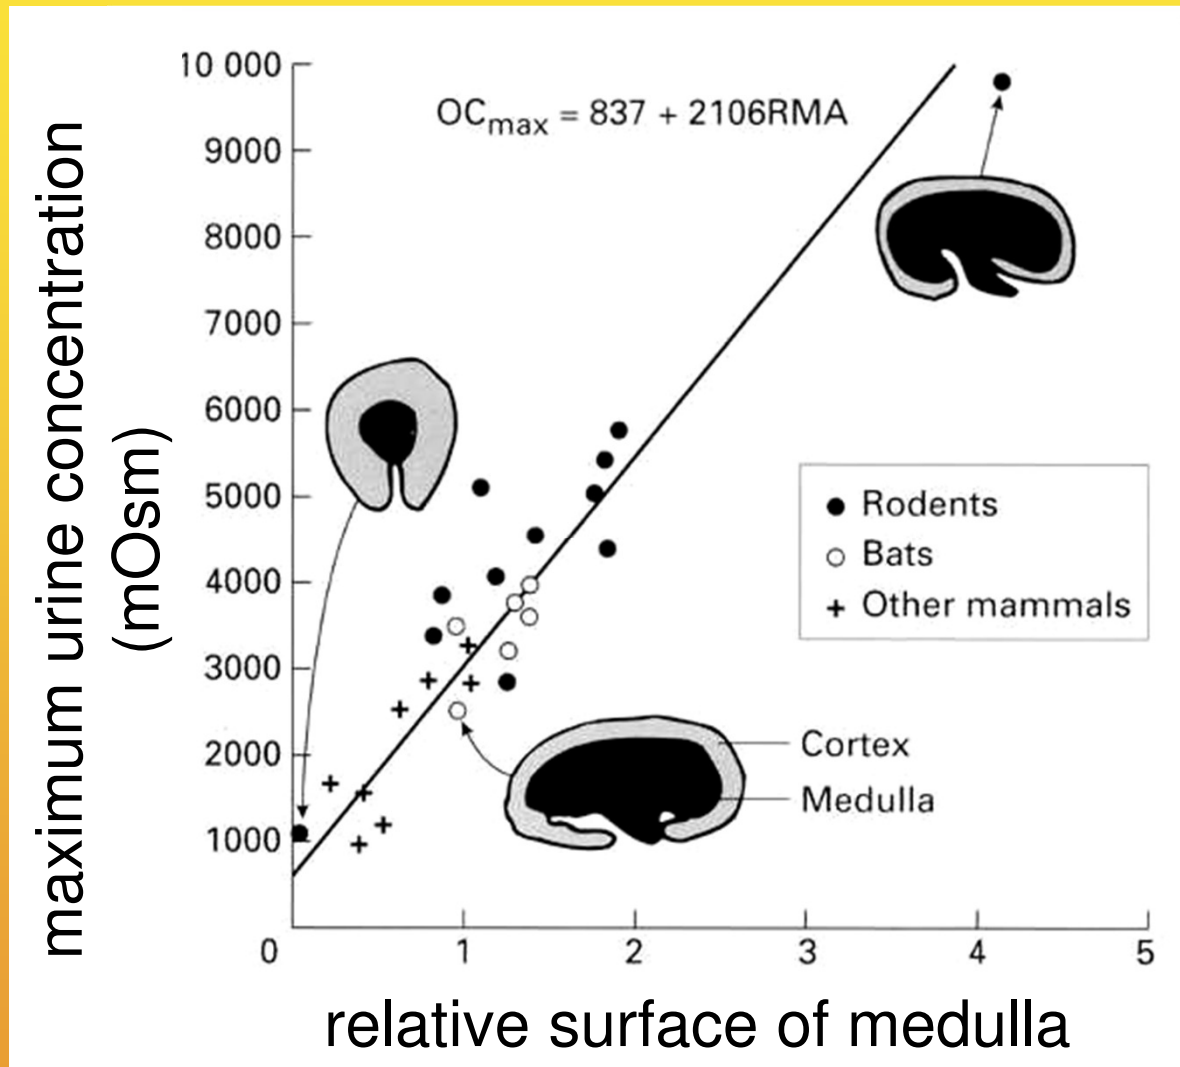 maximum urine concentration
(mOsm)
10 000
9000
8000
7000
6000
5000
4000
3000
2000
1000
0
1
2
3
4
5
OCmax = 837 + 2106RMA
Rodents
Bats
Other mammals
Cortex
Medulla
relative surface of medulla